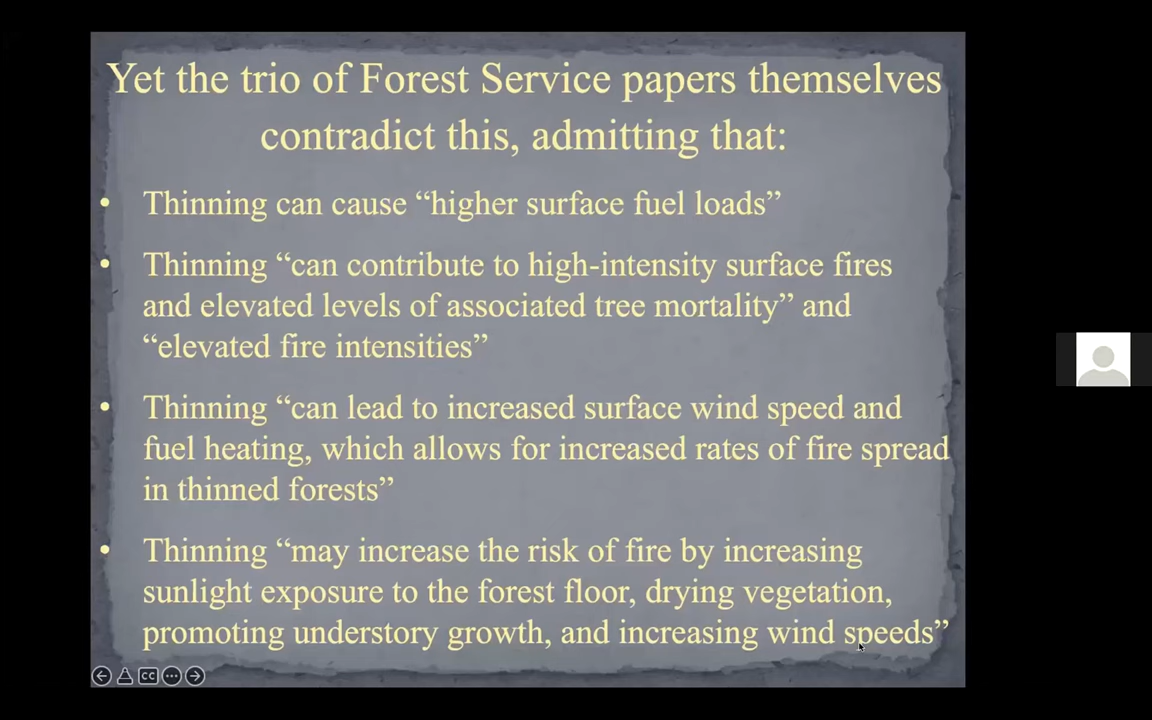 Yet the trio of Forest Service papers themselves
contradict this, admitting that:
• Thinning can cause “higher surface fuel loads”
• Thinning “can contribute to high-intensity surface fires
and elevated levels of associated tree mortality” and
“elevated fire intensities”
• Thinning “can lead to increased surface wind speed and
fuel heating, which allows for increased rates of fire spread
in thinned forests”
• Thinning “may increase the risk of fire by increasing
sunlight exposure to the forest floor, drying vegetation,
promoting understory growth, and increasing wind speeds”
CC